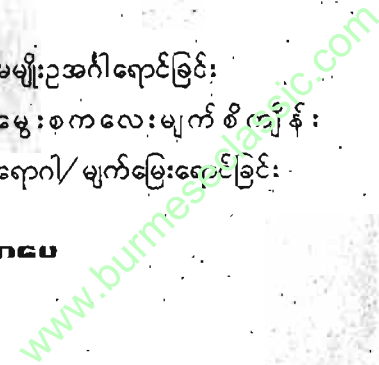 မမျိုးဥအင်္ဂါရောင်ခြင်း
မွေးစကလေးမျက်စိကျိန်း
ရောဂါ/ မျက်မြေးရောင်ခြင်း
www.burmeseclassic.com